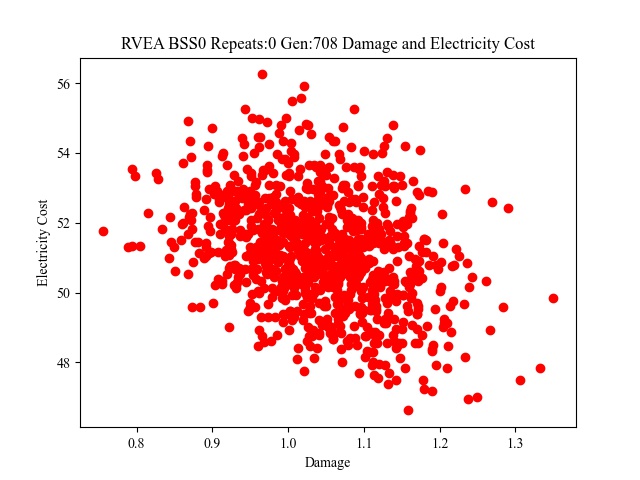 RVEA BSS0 Repeats:0 Gen:708 Damage and Electricity Cost
Electricity Cost
56
54
52
50
48
0.8 0.9 1.0 1.1 1.2 1.3
Damage